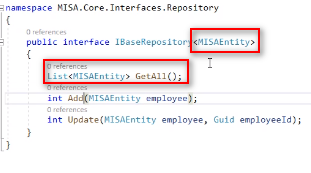 namespace MISA.Core.Interfaces.Repository
{
0 references
public interface IBaseRepository<MISAEntity>
{
0 references
List<MISAEntity> GetAll();
0 references
int Add(MISAEntity employee);
0 references
int Update(MISAEntity employee, Guid employeeId);
}
}